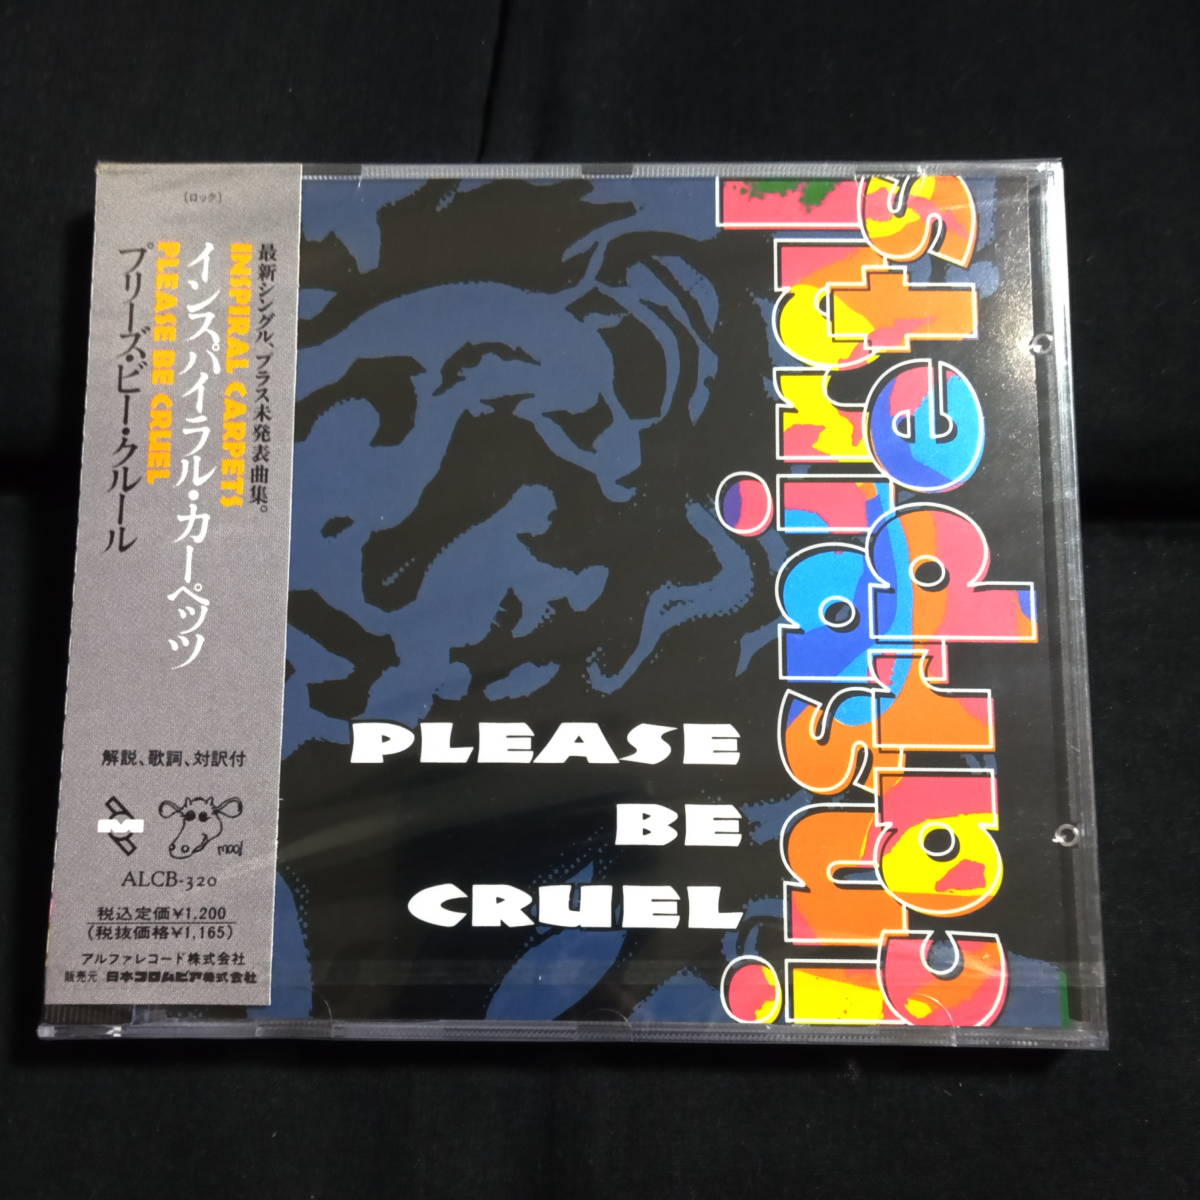 (ロック)
最新シングル、プラス未発表曲集。
INSPIRAL CARPETS
インスパイラル・カーペッツ
PLEASE BE CRUEL
プリーズ・ビー・クルール
解説、歌詞、対訳付
moo!
ALCB-320
税込定価¥1,200
(税抜価格¥1,165)
アルファレコード株式会社
販売元 日本コロムビア株式会社
PLEASE
BE
CRUEL
inspiral
carpets